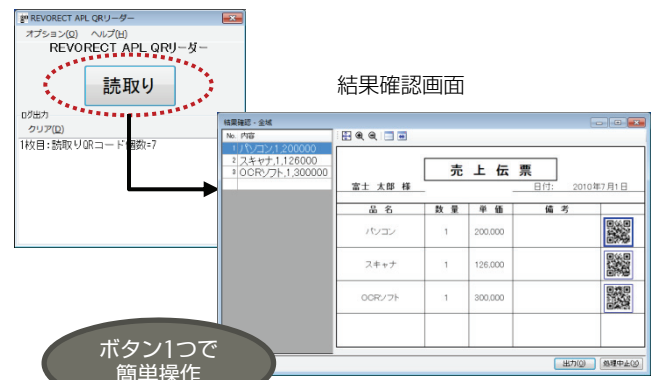 REVORECT APL QRリーダー
オプション(O) ヘルプ(H)
REVORECT APL QRリーダー
読取り
ログ出力
クリア(D)
1枚目:読取りQRコード個数=7
結果確認画面
結果確認 - 全域
No. 内容
1 パソコン,1,200000
2 スキャナ,1,126000
3 OCRソフト,1,300000
売上伝票
富士 太郎 様
日付: 2010年7月1日
品名 数量 単価 備考
パソコン 1 200,000
スキャナ 1 126,000
OCRソフト 1 300,000
出力(O) 処理中止(X)
ボタン1つで
簡単操作